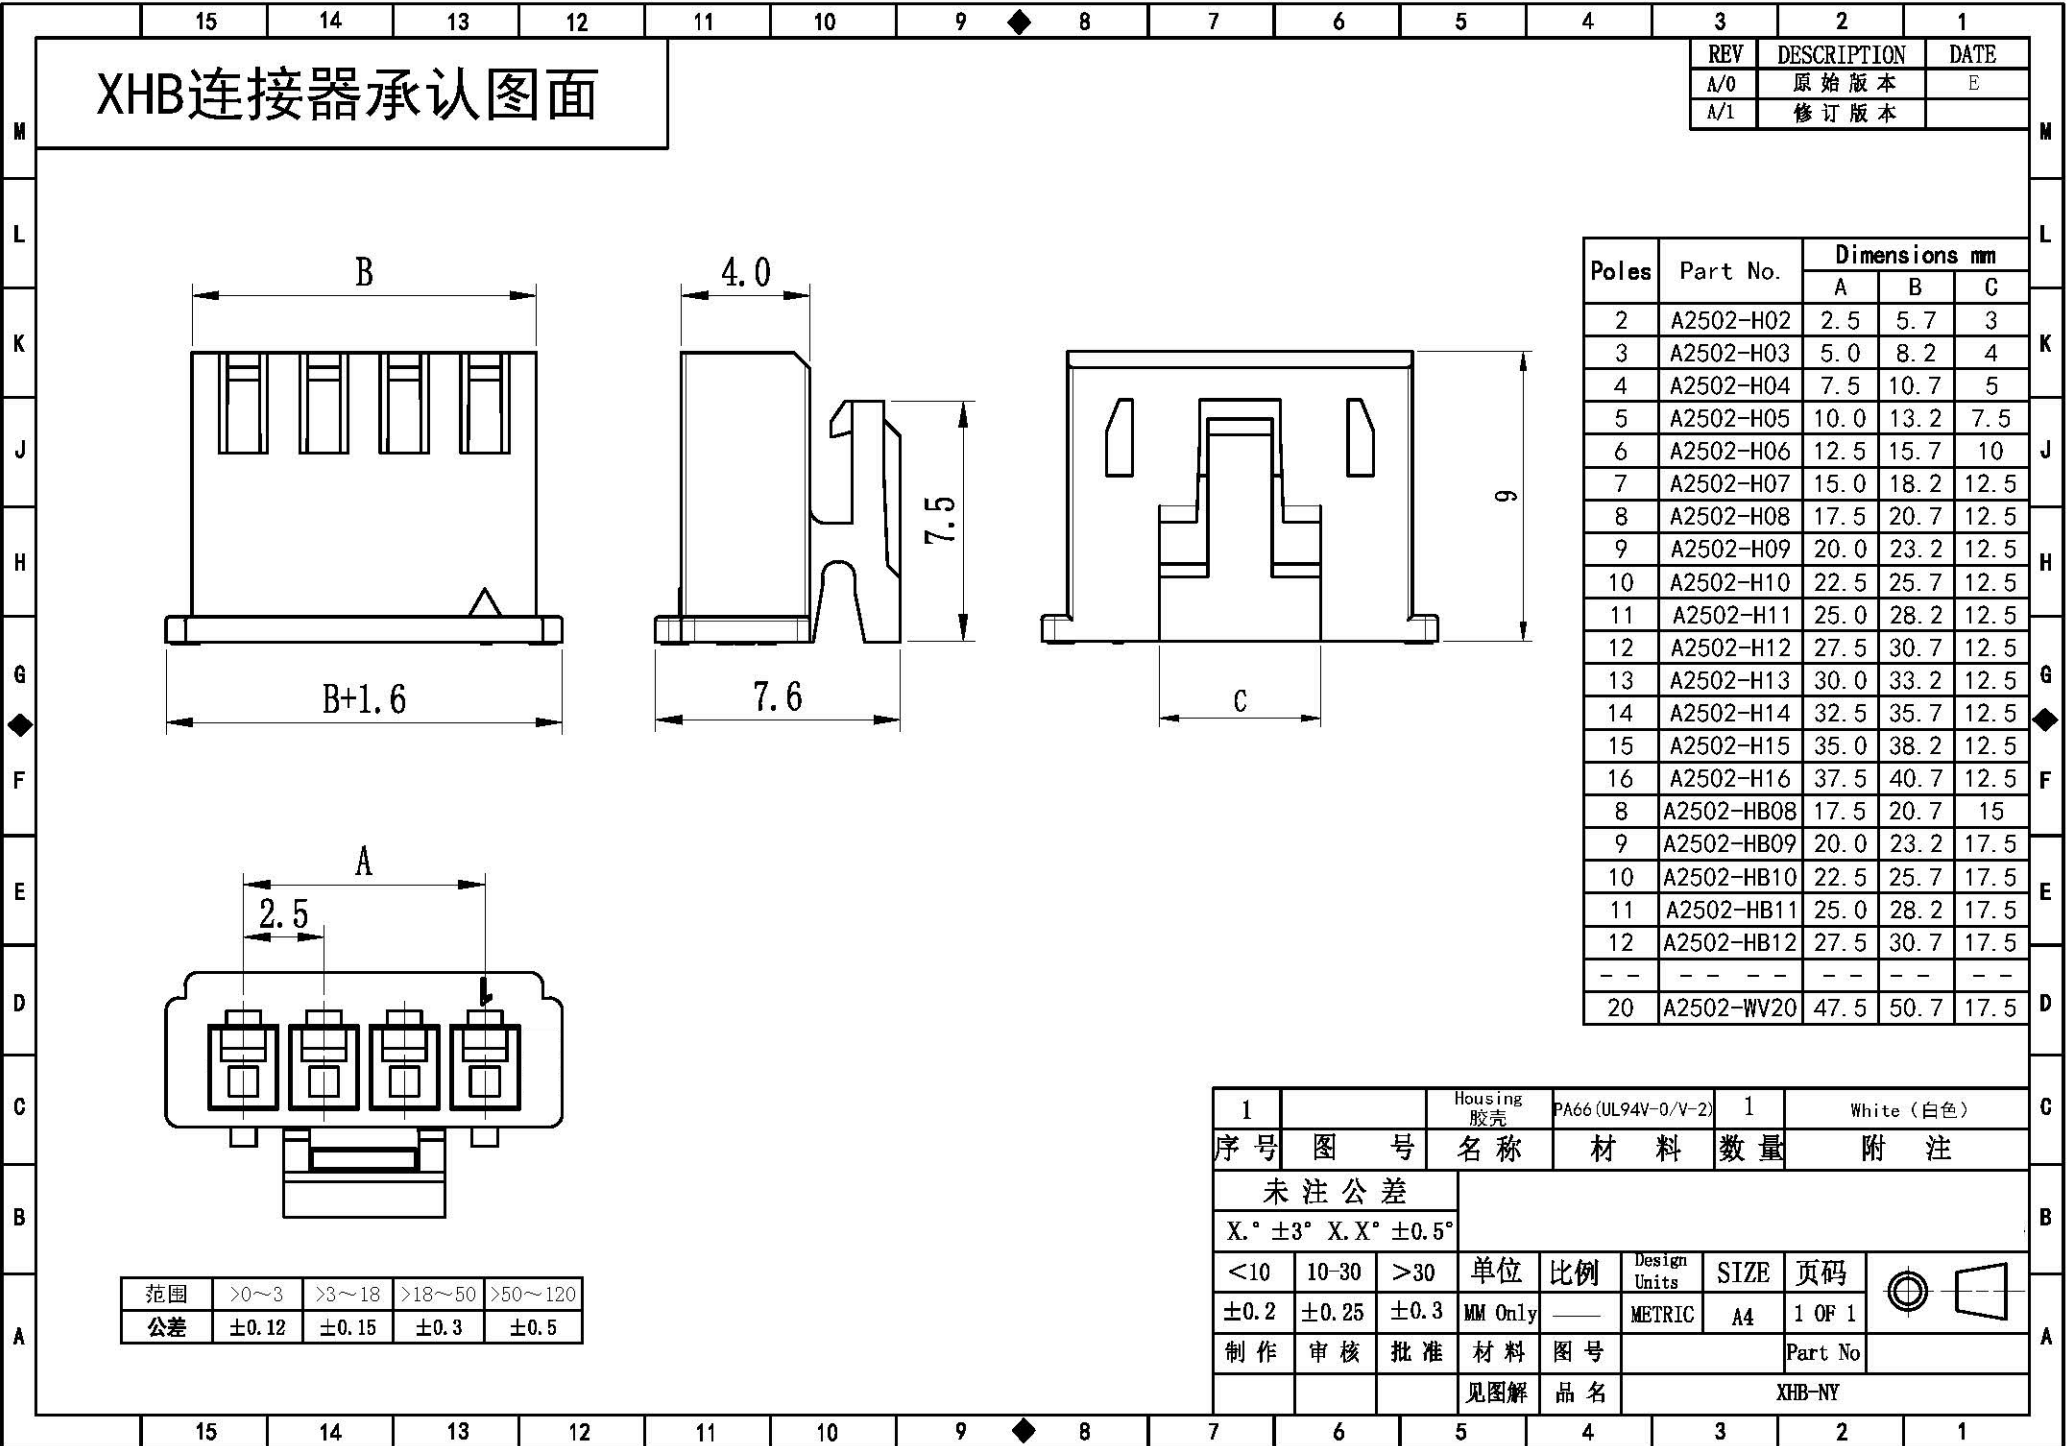 15 14 13 12 11 10 9 8 7 6 5 4 3 2 1
XHB连接器承认图面
REV DESCRIPTION DATE
A/0 原始版本 E
A/1 修订版本
M M
L L
K K
J J
H H
G G
F F
E E
D D
C C
B B
A A
B
4.0
7.5
9
B+1.6
7.6
C
A
2.5
1
Poles Part No. Dimensions mm
A B C
2 A2502-H02 2.5 5.7 3
3 A2502-H03 5.0 8.2 4
4 A2502-H04 7.5 10.7 5
5 A2502-H05 10.0 13.2 7.5
6 A2502-H06 12.5 15.7 10
7 A2502-H07 15.0 18.2 12.5
8 A2502-H08 17.5 20.7 12.5
9 A2502-H09 20.0 23.2 12.5
10 A2502-H10 22.5 25.7 12.5
11 A2502-H11 25.0 28.2 12.5
12 A2502-H12 27.5 30.7 12.5
13 A2502-H13 30.0 33.2 12.5
14 A2502-H14 32.5 35.7 12.5
15 A2502-H15 35.0 38.2 12.5
16 A2502-H16 37.5 40.7 12.5
8 A2502-HB08 17.5 20.7 15
9 A2502-HB09 20.0 23.2 17.5
10 A2502-HB10 22.5 25.7 17.5
11 A2502-HB11 25.0 28.2 17.5
12 A2502-HB12 27.5 30.7 17.5
-- -- -- -- -- --
20 A2502-WV20 47.5 50.7 17.5
范围 >0~3 >3~18 >18~50 >50~120
公差 ±0.12 ±0.15 ±0.3 ±0.5
1 Housing 胶壳 PA66(UL94V-0/V-2) 1 White（白色）
序号 图号 名称 材料 数量 附注
未注公差
X.° ±3° X.X° ±0.5°
<10 10-30 >30 单位 比例 Design Units SIZE 页码
±0.2 ±0.25 ±0.3 MM Only —— METRIC A4 1 OF 1
制作 审核 批准 材料 图号 Part No
见图解 品名 XHB-NY
15 14 13 12 11 10 9 8 7 6 5 4 3 2 1